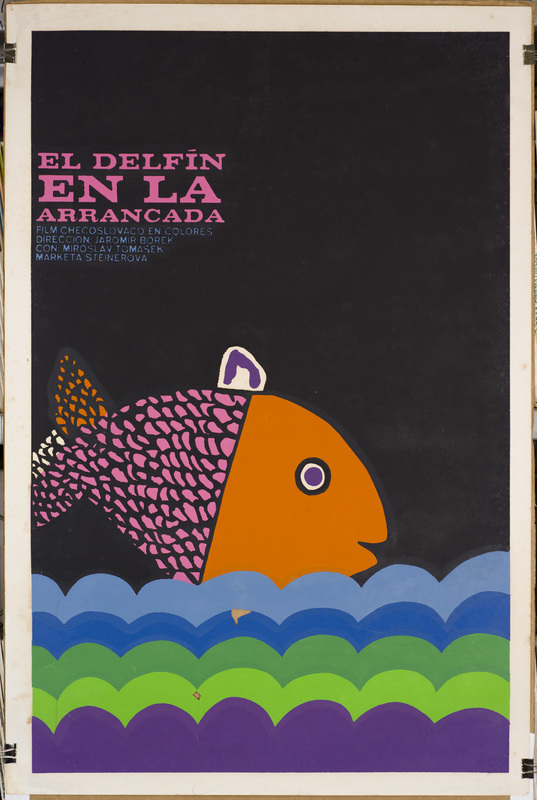 EL DELFÍN
EN LA
ARRANCADA
FILM CHECOSLOVACO EN COLORES
DIRECCION: JAROMIR BOREK
CON: MIROSLAV TOMASEK
MARKETA STEINEROVA